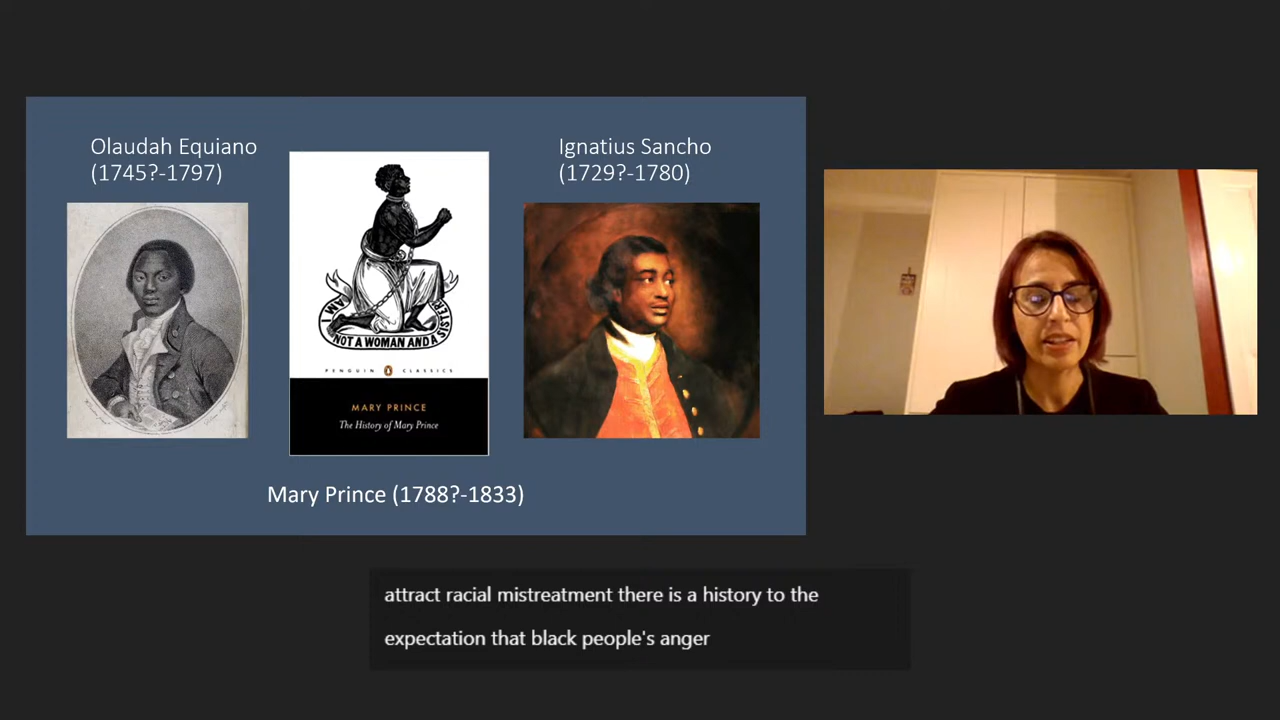 Olaudah Equiano
(1745?-1797)
Ignatius Sancho
(1729?-1780)
AM I NOT A WOMAN AND A SISTER
PENGUIN CLASSICS
MARY PRINCE
The History of Mary Prince
Mary Prince (1788?-1833)
attract racial mistreatment there is a history to the
expectation that black people's anger